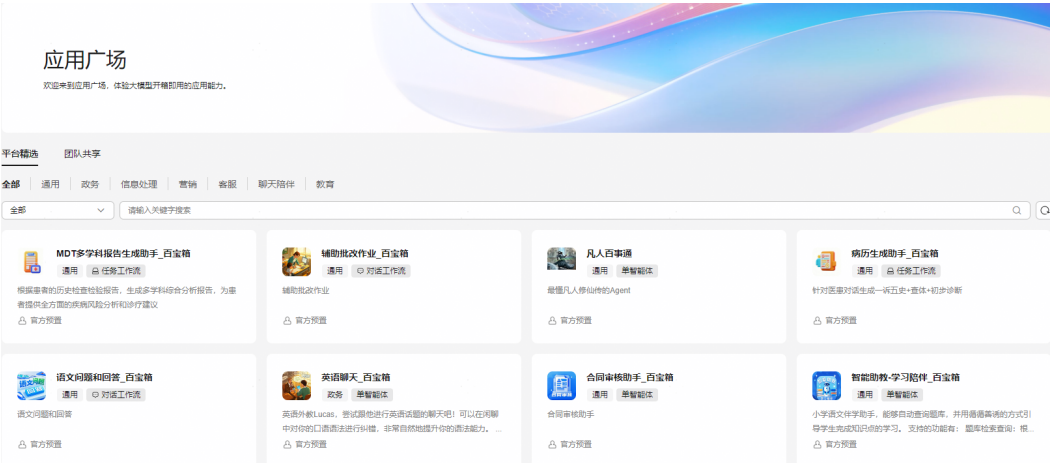 应用广场
欢迎来到应用广场，体验大模型开箱即用的应用能力。
平台精选 团队共享
全部 通用 政务 信息处理 营销 客服 聊天陪伴 教育
全部 请输入关键字搜索
MDT多学科报告生成助手_百宝箱
通用 任务工作流
根据患者的历史检查检验报告，生成多学科综合分析报告，为患
者提供全方面的疾病风险分析和诊疗建议
官方预置
辅助批改作业_百宝箱
通用 对话工作流
辅助批改作业
官方预置
凡人百事通
通用 单智能体
最懂凡人修仙传的Agent
官方预置
病历生成助手_百宝箱
通用 任务工作流
针对医患对话生成一诉五史+查体+初步诊断
官方预置
语文问题和回答_百宝箱
通用 对话工作流
语文问题和回答
官方预置
英语聊天_百宝箱
政务 单智能体
英语外教Lucas，尝试跟他进行英语话题的聊天吧！可以在闲聊
中对你的口语语法进行纠错，非常自然地提升你的语法能力。 ...
官方预置
合同审核助手_百宝箱
通用 单智能体
合同审核助手
官方预置
智能助教-学习陪伴_百宝箱
通用 单智能体
小学语文伴学助手，能够自动查询题库，并用循循善诱的方式引
导学生完成知识点的学习。 支持的功能有： 题库检索查询：根...
官方预置